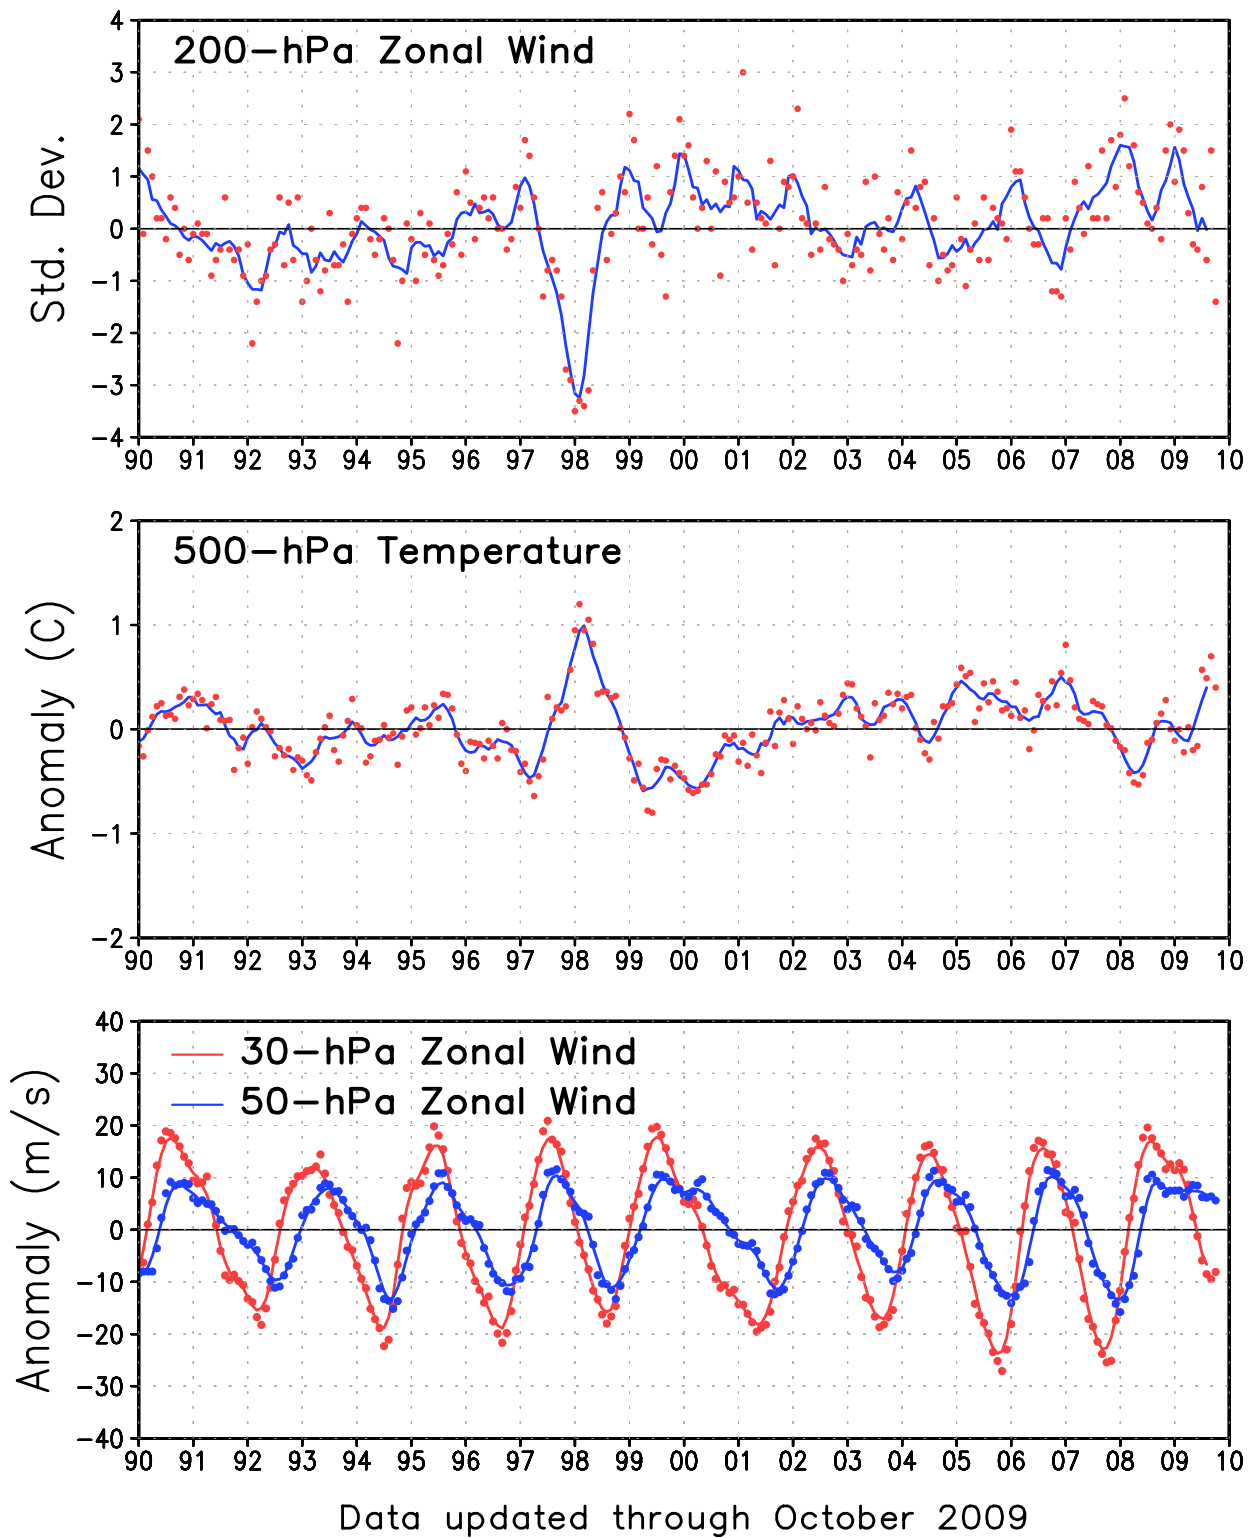 200-hPa Zonal Wind
Std. Dev.
4
3
2
1
0
-1
-2
-3
-4
90 91 92 93 94 95 96 97 98 99 00 01 02 03 04 05 06 07 08 09 10
500-hPa Temperature
Anomaly (C)
2
1
0
-1
-2
90 91 92 93 94 95 96 97 98 99 00 01 02 03 04 05 06 07 08 09 10
30-hPa Zonal Wind
50-hPa Zonal Wind
Anomaly (m/s)
40
30
20
10
0
-10
-20
-30
-40
90 91 92 93 94 95 96 97 98 99 00 01 02 03 04 05 06 07 08 09 10
Data updated through October 2009